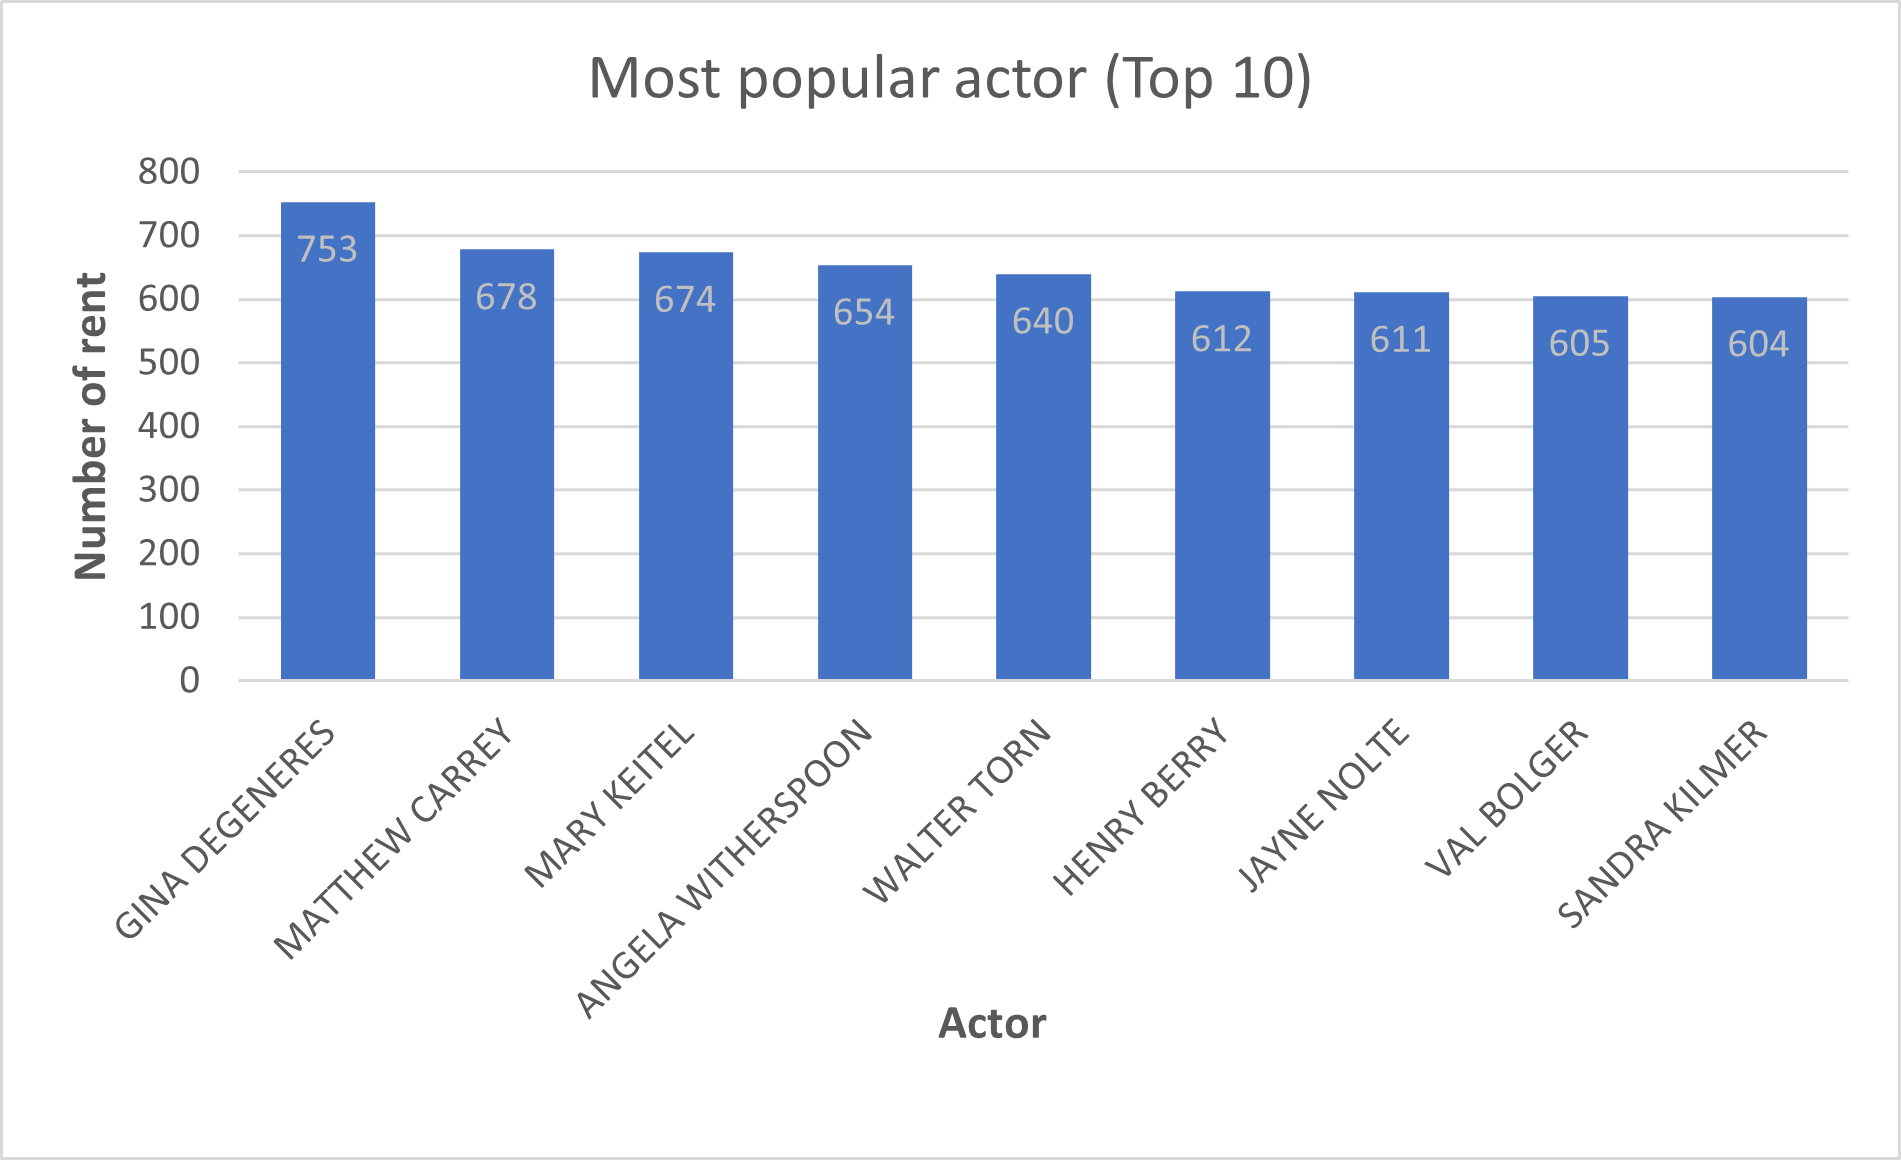 Most popular actor (Top 10)
Number of rent
800
700
600
500
400
300
200
100
0
753
678
674
654
640
612
611
605
604
GINA DEGENERES
MATTHEW CARREY
MARY KEITEL
ANGELA WITHERSPOON
WALTER TORN
HENRY BERRY
JAYNE NOLTE
VAL BOLGER
SANDRA KILMER
Actor